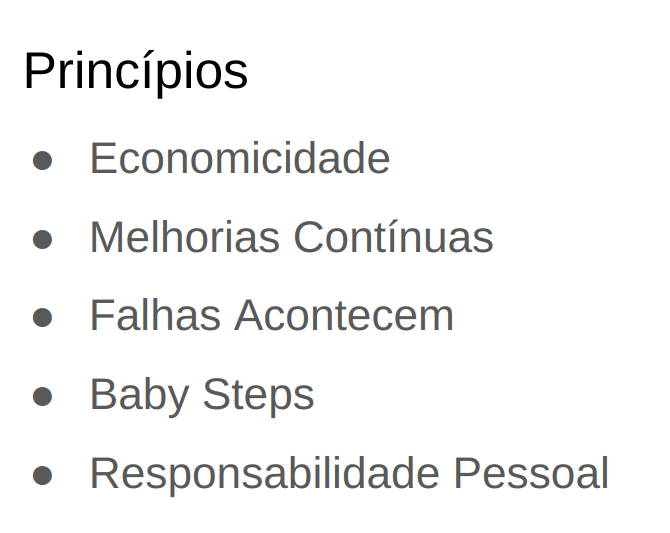 Princípios
● Economicidade
● Melhorias Contínuas
● Falhas Acontecem
● Baby Steps
● Responsabilidade Pessoal